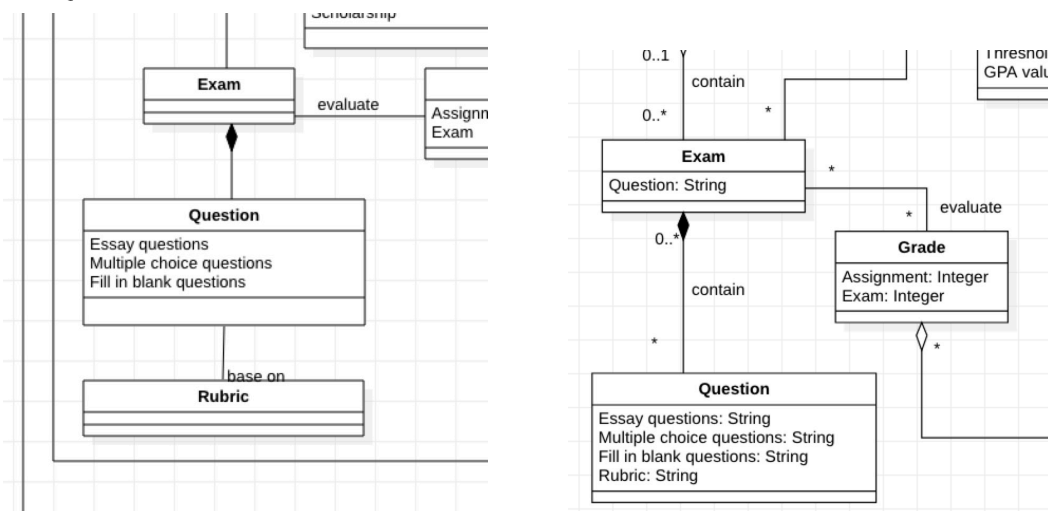 Scholarship
Exam
evaluate
Exam
Question
Essay questions
Multiple choice questions
Fill in blank questions
base on
Rubric
0..1
contain
GPA
0..*
*
Exam
Question: String
*
*
evaluate
0..*
Grade
Assignment: Integer
Exam: Integer
contain
*
*
Question
Essay questions: String
Multiple choice questions: String
Fill in blank questions: String
Rubric: String